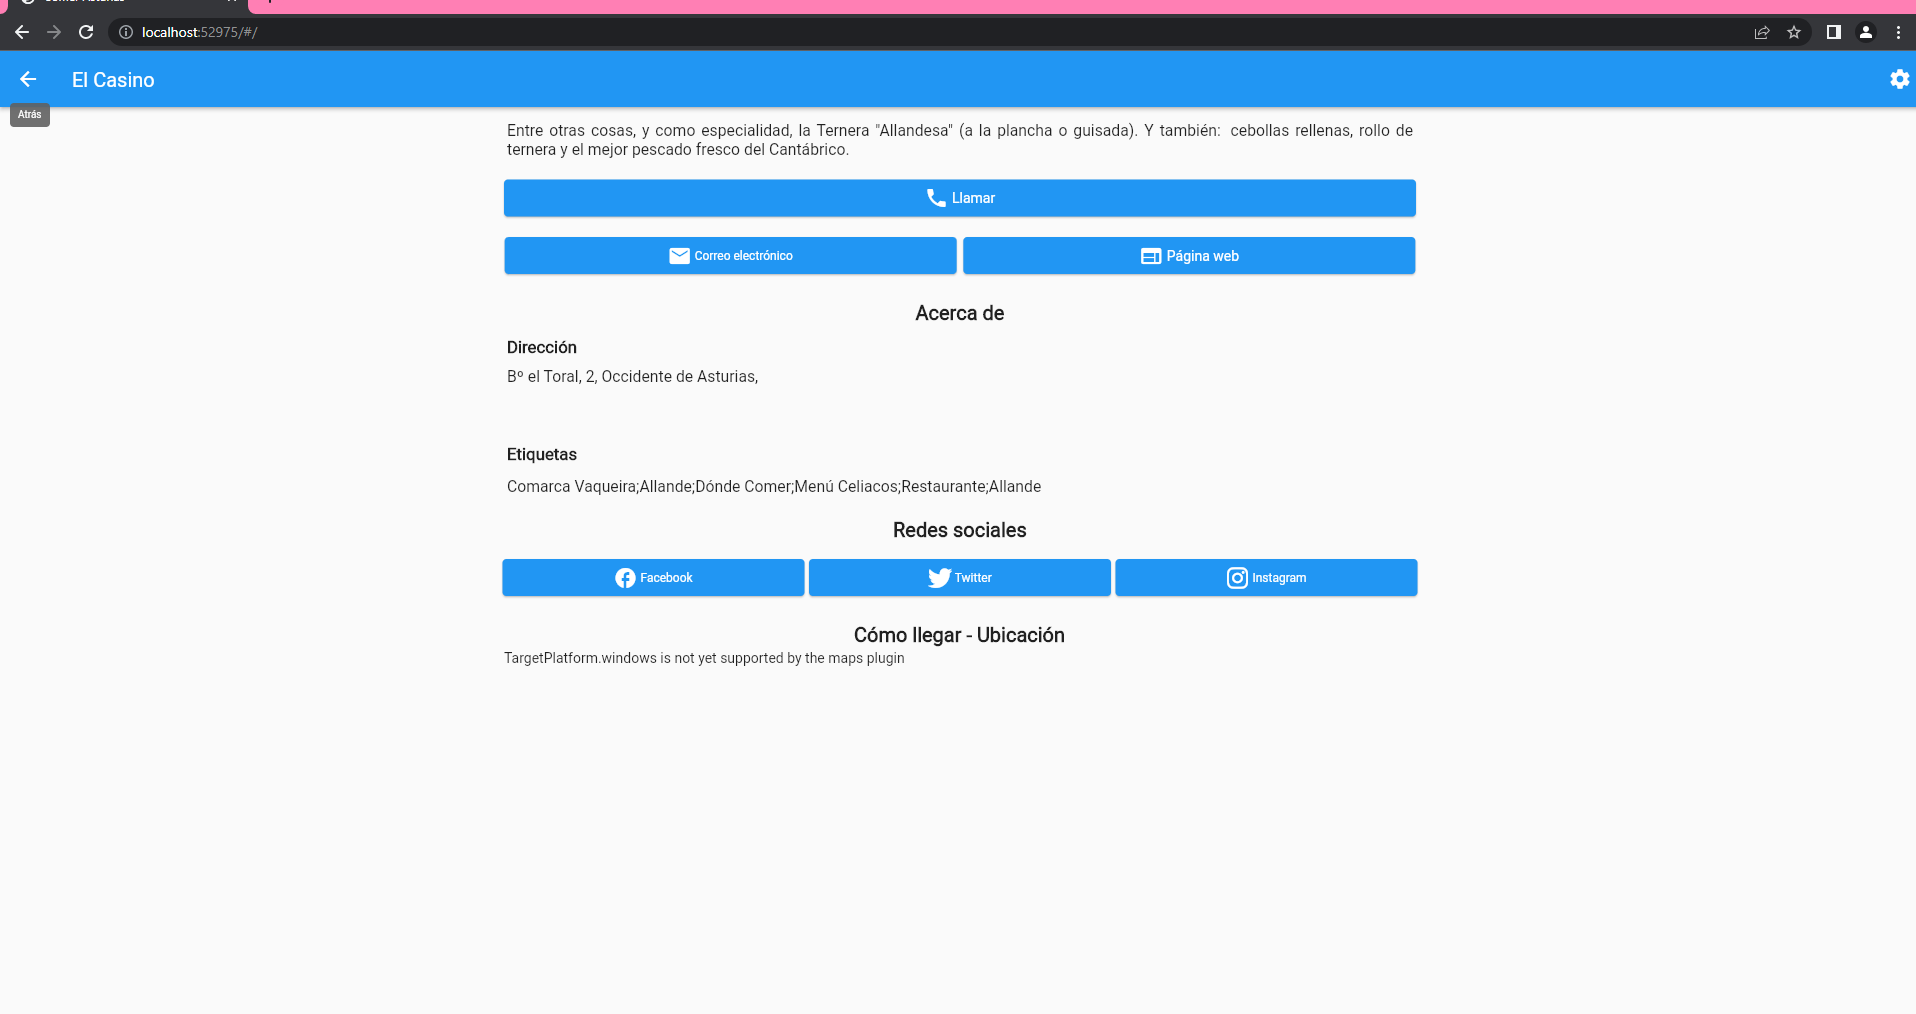 localhost:52975/#/
El Casino
Atrás
Entre otras cosas, y como especialidad, la Ternera "Allandesa" (a la plancha o guisada). Y también: cebollas rellenas, rollo de
ternera y el mejor pescado fresco del Cantábrico.
Llamar
Correo electrónico
Página web
Acerca de
Dirección
Bº el Toral, 2, Occidente de Asturias,
Etiquetas
Comarca Vaqueira;Allande;Dónde Comer;Menú Celiacos;Restaurante;Allande
Redes sociales
Facebook
Twitter
Instagram
Cómo llegar - Ubicación
TargetPlatform.windows is not yet supported by the maps plugin